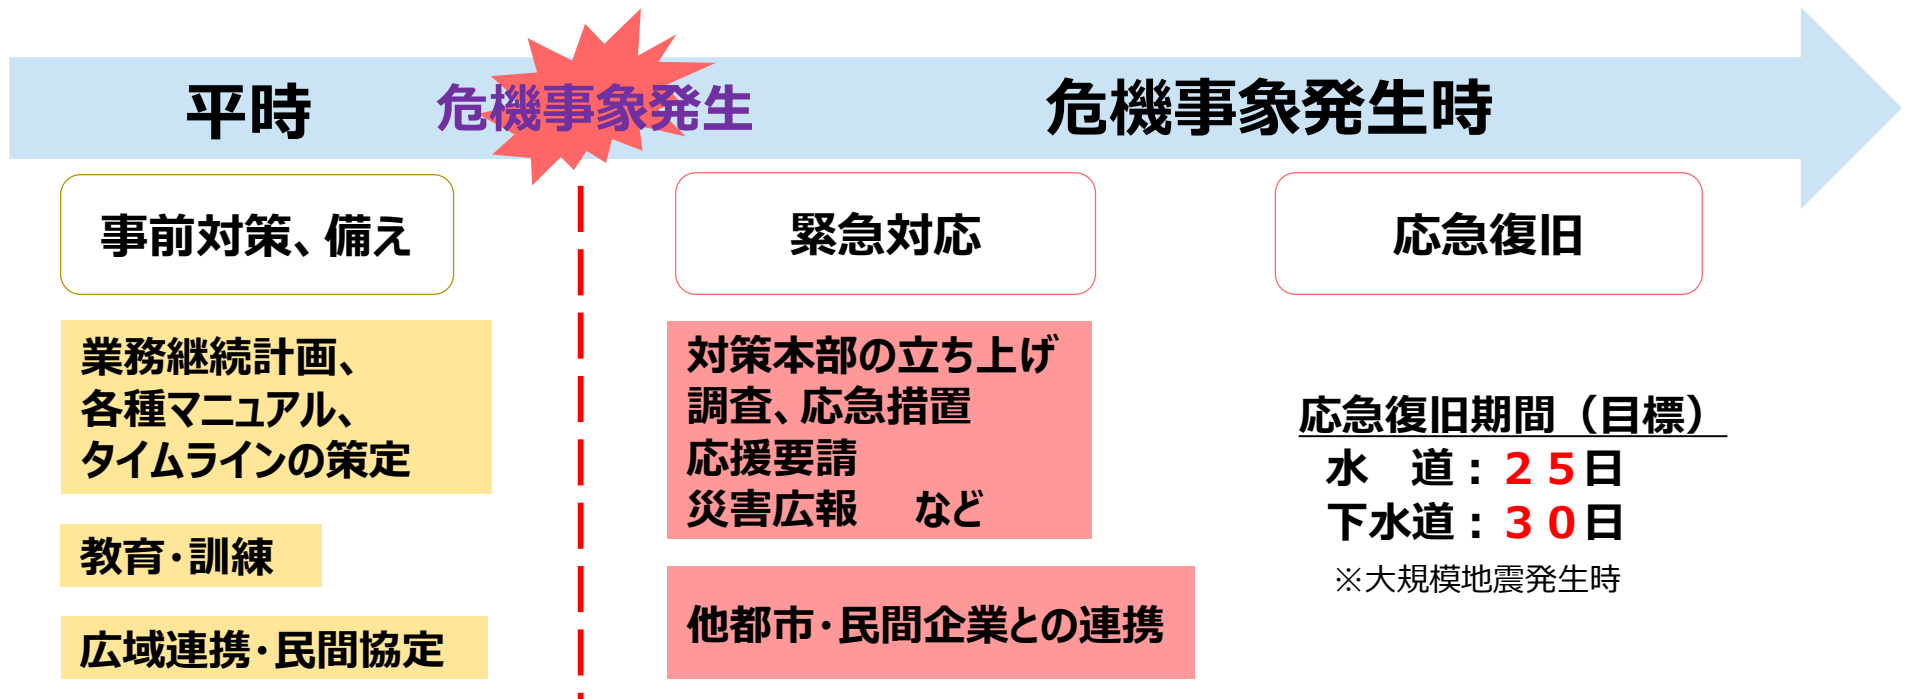 平時
危機事象発生
危機事象発生時
事前対策、備え
業務継続計画、
各種マニュアル、
タイムラインの策定
教育・訓練
広域連携・民間協定
緊急対応
対策本部の立ち上げ
調査、応急措置
応援要請
災害広報　など
他都市・民間企業との連携
応急復旧
応急復旧期間（目標）
水　道：２５日
下水道：３０日
※大規模地震発生時